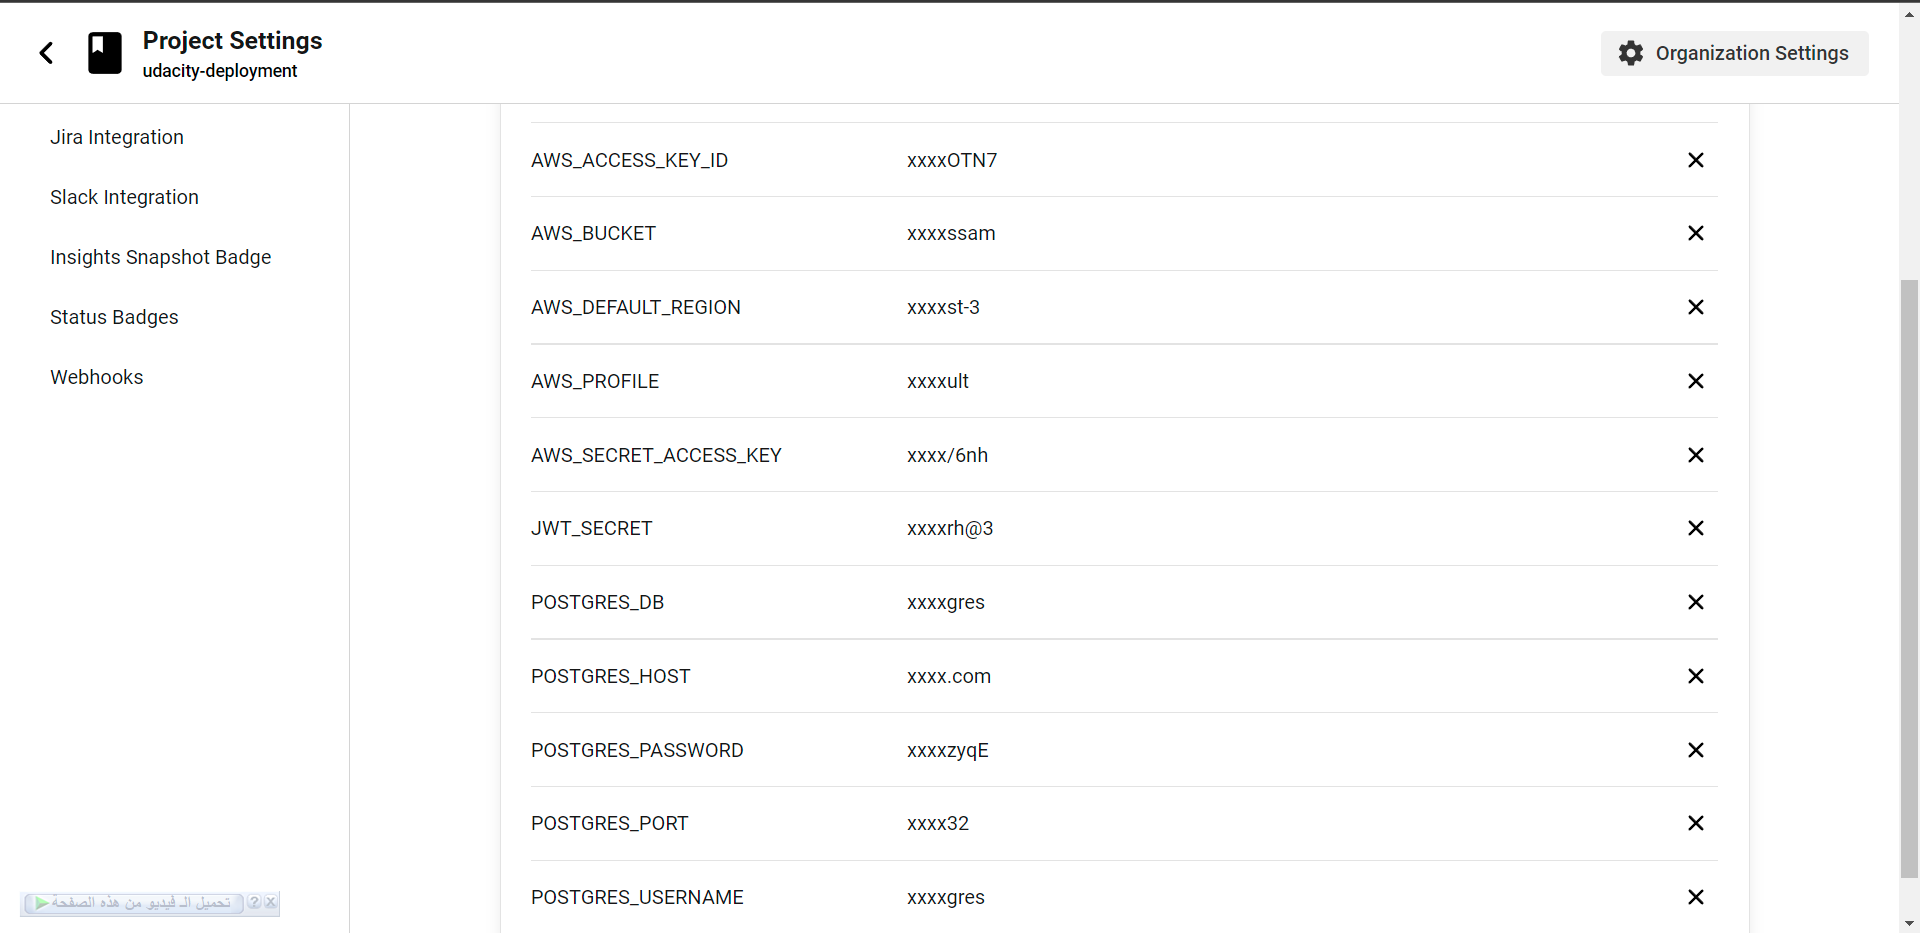 Project Settings
udacity-deployment
Organization Settings
Jira Integration
Slack Integration
Insights Snapshot Badge
Status Badges
Webhooks
AWS_ACCESS_KEY_ID xxxxOTN7
AWS_BUCKET xxxxssam
AWS_DEFAULT_REGION xxxxst-3
AWS_PROFILE xxxxult
AWS_SECRET_ACCESS_KEY xxxx/6nh
JWT_SECRET xxxxrh@3
POSTGRES_DB xxxxgres
POSTGRES_HOST xxxx.com
POSTGRES_PASSWORD xxxxzyqE
POSTGRES_PORT xxxx32
POSTGRES_USERNAME xxxxgres
تحميل الـ فيديو من هذه الصفحة ?